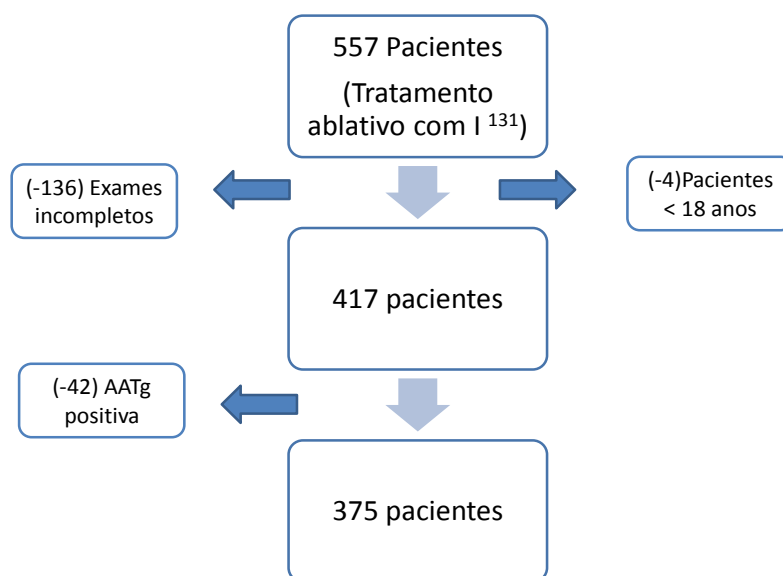 557 Pacientes
(Tratamento
ablativo com I ¹³¹)
(-136) Exames
incompletos
(-4)Pacientes
< 18 anos
417 pacientes
(-42) AATg
positiva
375 pacientes